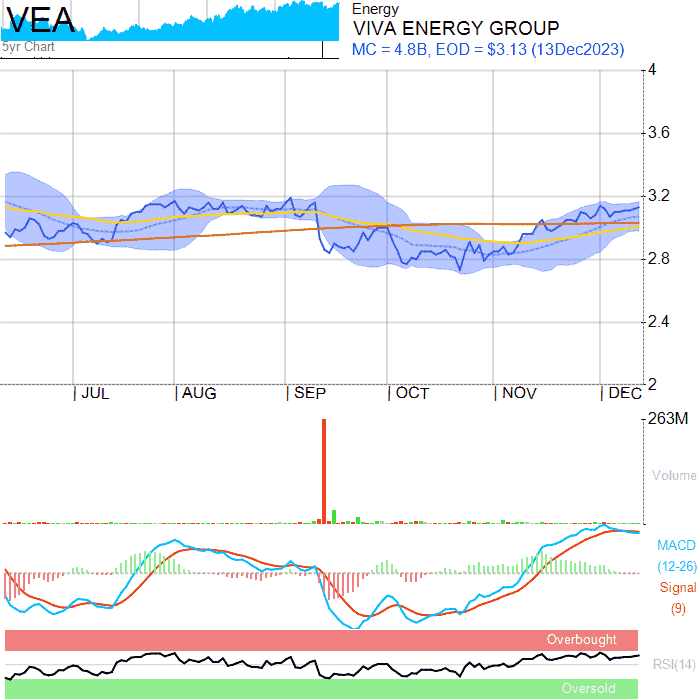 VEA
5yr Chart
Energy
VIVA ENERGY GROUP
MC = 4.8B, EOD = $3.13 (13Dec2023)
4
3.6
3.2
2.8
2.4
2
| JUL | AUG | SEP | OCT | NOV | DEC
263M
Volume
MACD
(12-26)
Signal
(9)
Overbought
RSI(14)
Oversold